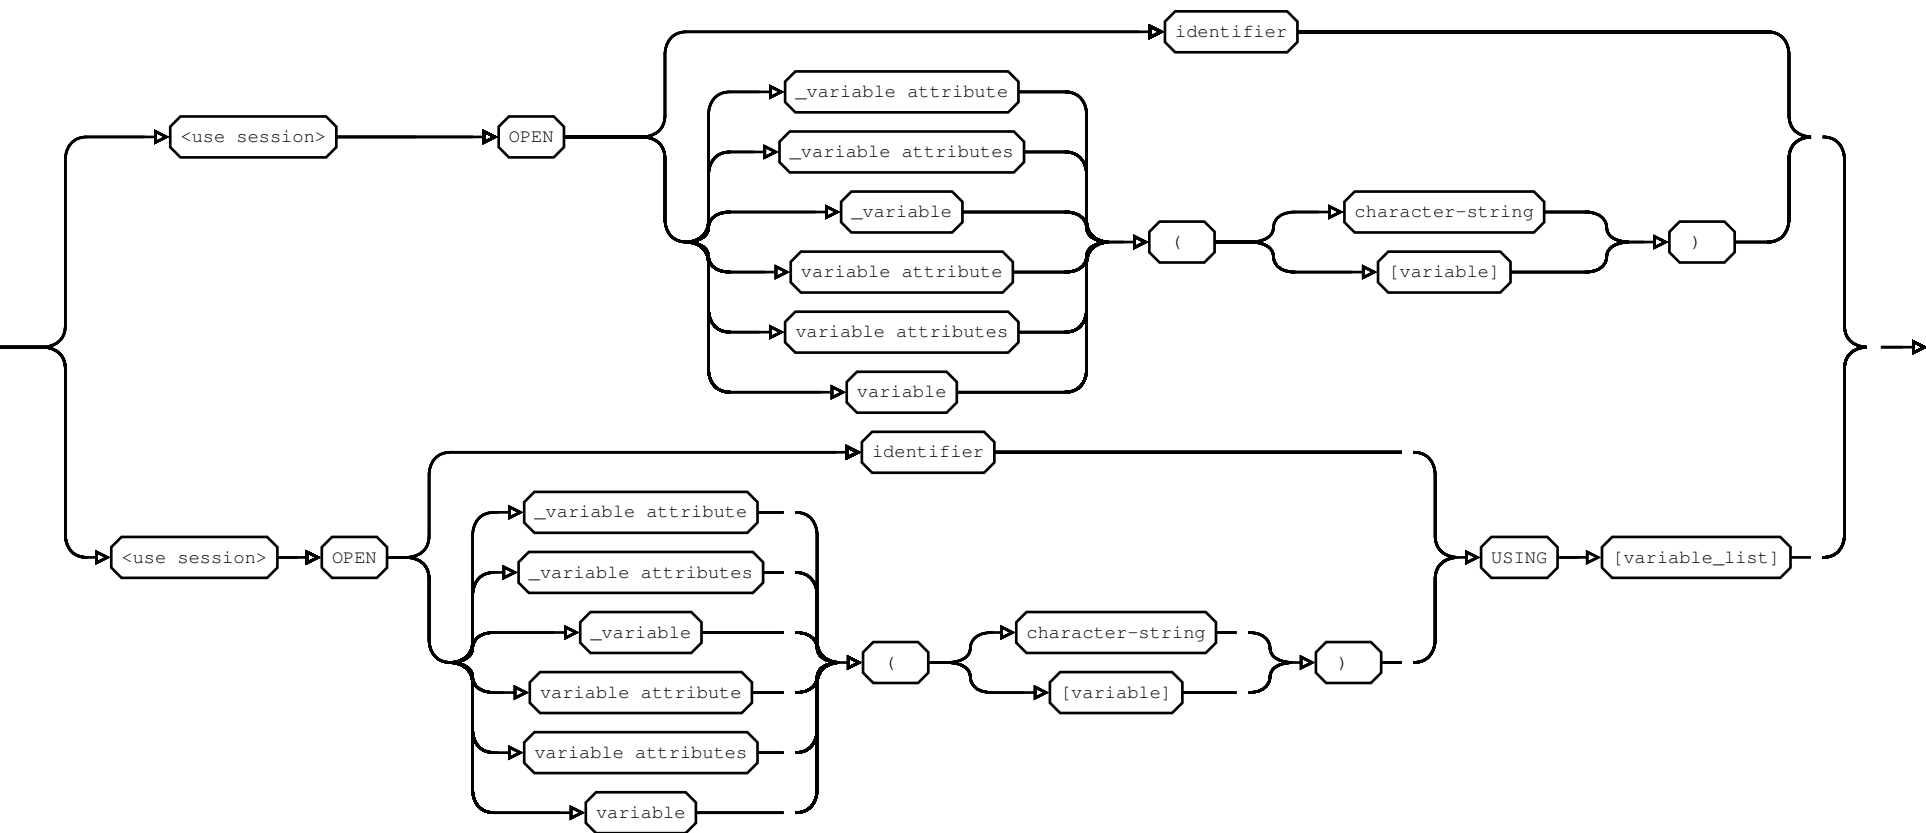 identifier
_variable attribute
<use session> OPEN
_variable attributes
_variable
character-string
(
)
variable attribute
[variable]
variable attributes
variable
identifier
_variable attribute
<use session> OPEN
USING [variable_list]
_variable attributes
_variable
character-string
(
)
variable attribute
[variable]
variable attributes
variable